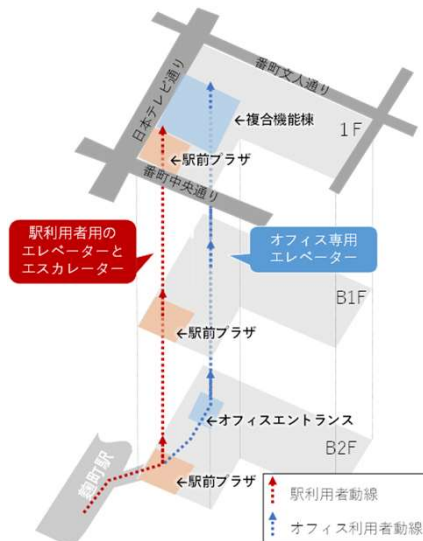 番町文人通り
日本テレビ通り
1F
←複合機能棟
←駅前プラザ
番町中央通り
駅利用者用の
エレベーターと
エスカレーター
オフィス専用
エレベーター
B1F
←駅前プラザ
←オフィスエントランス
B2F
麹町駅
←駅前プラザ
駅利用者動線
オフィス利用者動線